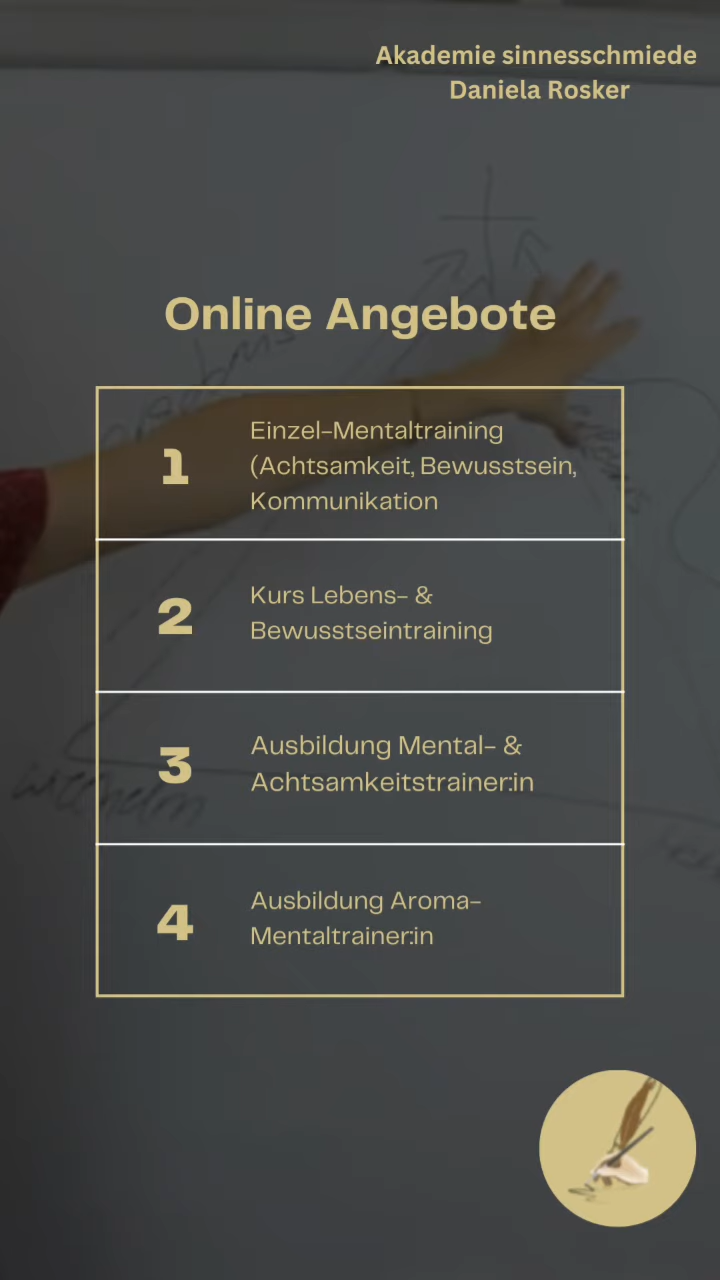 Akademie sinnesschmiede
Daniela Rosker
Online Angebote
1
Einzel-Mentaltraining
(Achtsamkeit, Bewusstsein,
Kommunikation
2
Kurs Lebens- &
Bewusstseintraining
3
Ausbildung Mental- &
Achtsamkeitstrainer:in
4
Ausbildung Aroma-
Mentaltrainer:in